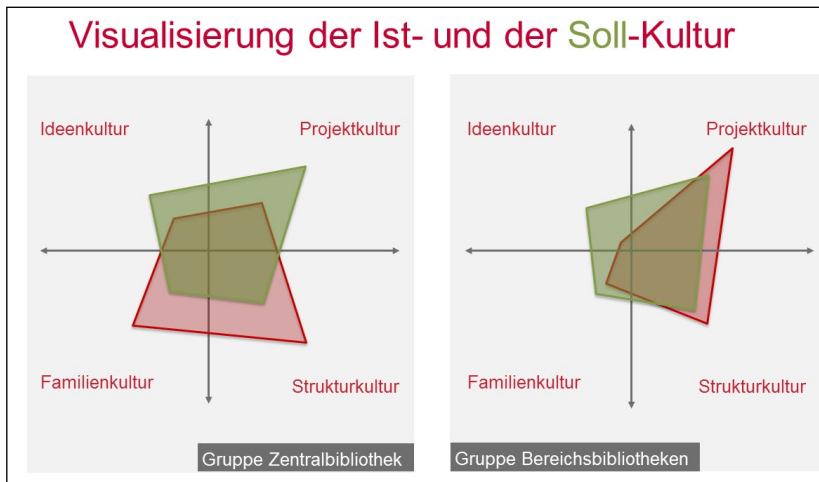 Visualisierung der Ist- und der Soll-Kultur
Ideenkultur
Projektkultur
Familienkultur
Strukturkultur
Gruppe Zentralbibliothek
Ideenkultur
Projektkultur
Familienkultur
Strukturkultur
Gruppe Bereichsbibliotheken